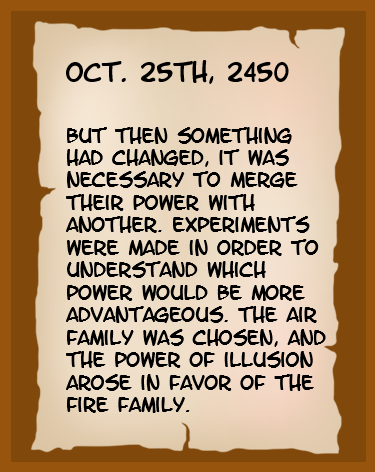 OCT. 25TH, 2450
BUT THEN SOMETHING
HAD CHANGED, IT WAS
NECESSARY TO MERGE
THEIR POWER WITH
ANOTHER. EXPERIMENTS
WERE MADE IN ORDER TO
UNDERSTAND WHICH
POWER WOULD BE MORE
ADVANTAGEOUS. THE AIR
FAMILY WAS CHOSEN, AND
THE POWER OF ILLUSION
AROSE IN FAVOR OF THE
FIRE FAMILY.